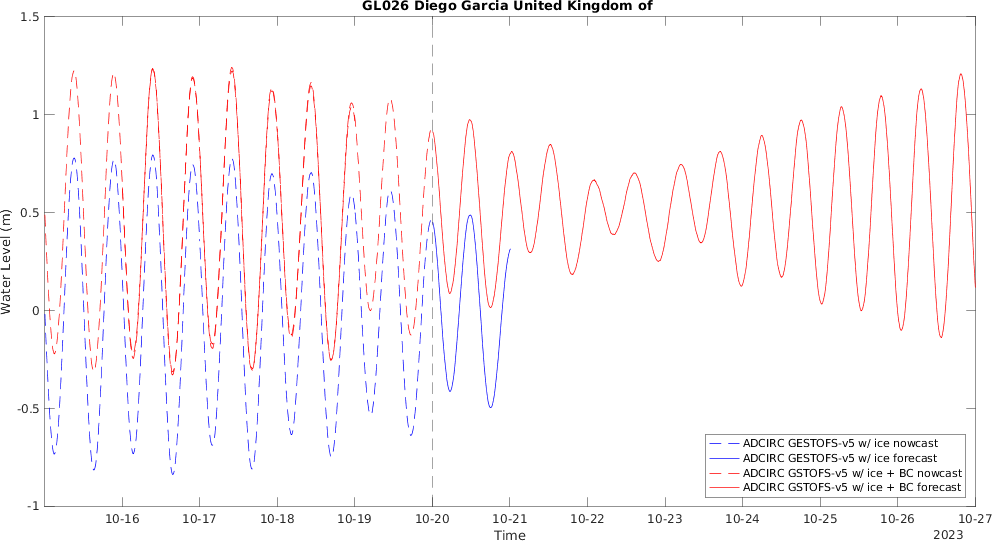 GL026 Diego Garcia United Kingdom of
Water Level (m)
1.5
1
0.5
0
-0.5
-1
ADCIRC GESTOFS-v5 w/ ice nowcast
ADCIRC GESTOFS-v5 w/ ice forecast
ADCIRC GSTOFS-v5 w/ ice + BC nowcast
ADCIRC GSTOFS-v5 w/ ice + BC forecast
10-16 10-17 10-18 10-19 10-20 10-21 10-22 10-23 10-24 10-25 10-26 10-27
Time
2023